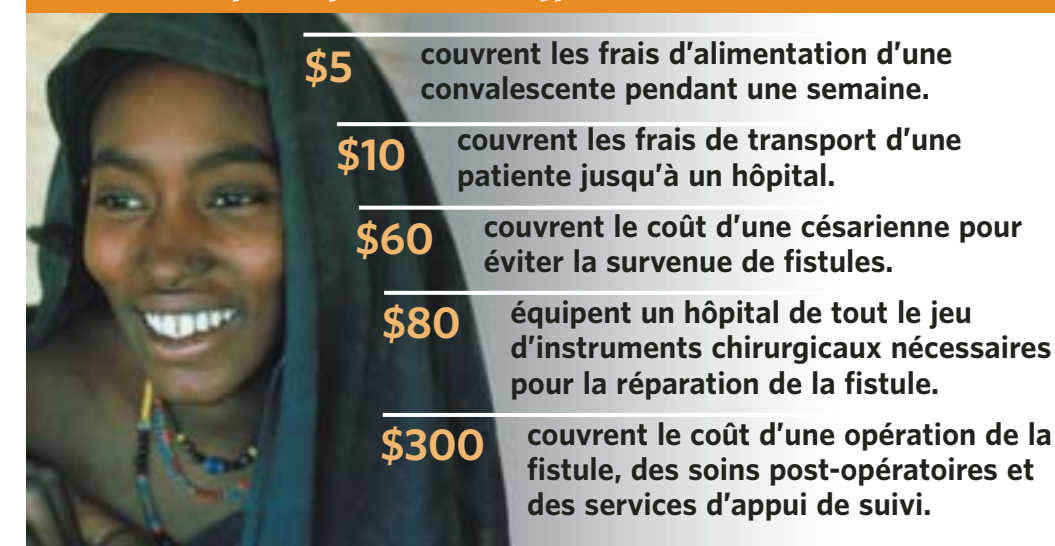 $5 couvrent les frais d’alimentation d’une
convalescente pendant une semaine.
$10 couvrent les frais de transport d’une
patiente jusqu’à un hôpital.
$60 couvrent le coût d’une césarienne pour
éviter la survenue de fistules.
$80 équipent un hôpital de tout le jeu
d’instruments chirurgicaux nécessaires
pour la réparation de la fistule.
$300 couvrent le coût d’une opération de la
fistule, des soins post-opératoires et
des services d’appui de suivi.